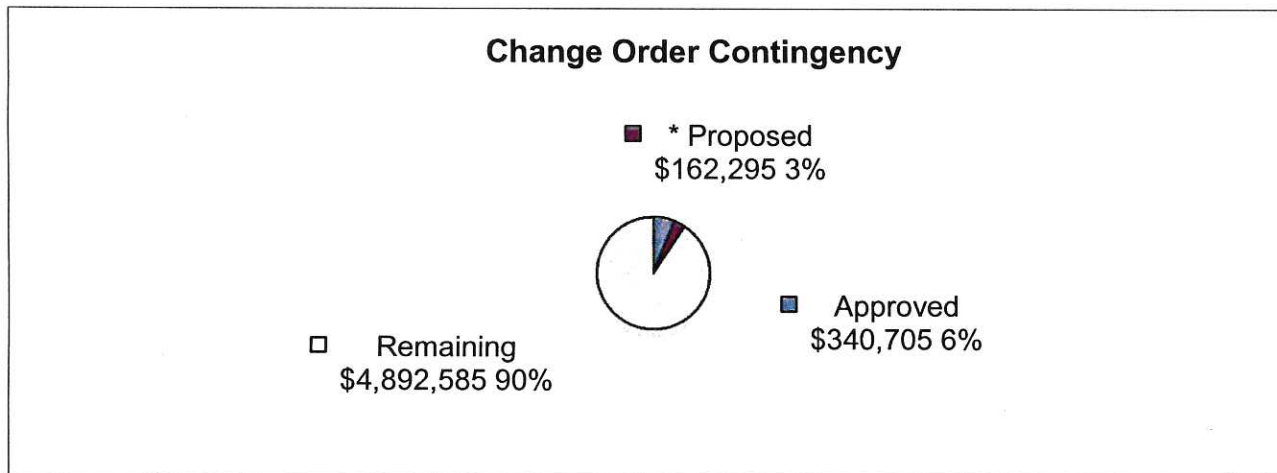 Change Order Contingency
* Proposed
$162,295 3%
Approved
$340,705 6%
Remaining
$4,892,585 90%